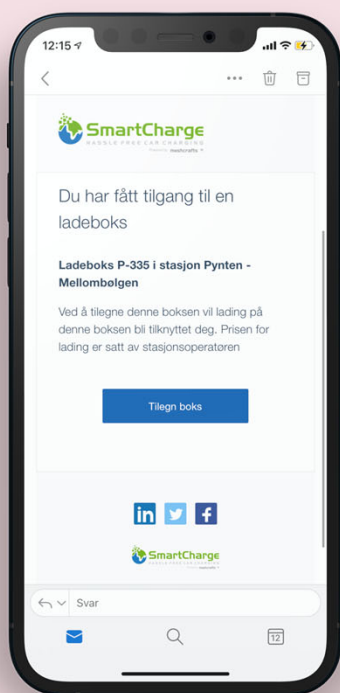 12:15
SmartCharge
HASSLE FREE CAR CHARGING
Du har fått tilgang til en
ladeboks
Ladeboks P-335 i stasjon Pynten -
Mellombølgen
Ved å tilegne denne boksen vil lading på
denne boksen bli tilknyttet deg. Prisen for
lading er satt av stasjonsoperatøren
Tilegn boks
in
f
SmartCharge
Svar
12